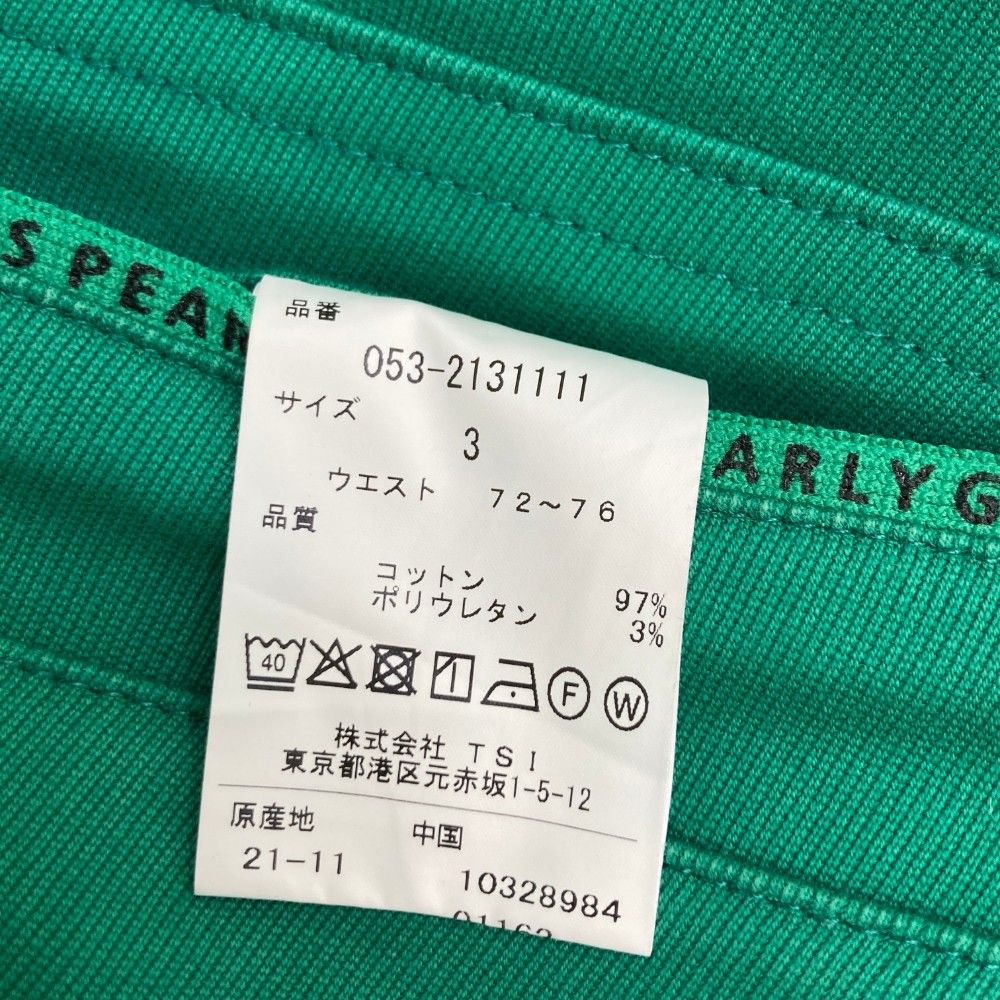 S PEAN
ARLY G
品番
053-2131111
サイズ
3
ウエスト 72~76
品質
コットン 97%
ポリウレタン 3%
40
F W
株式会社 TSI
東京都港区元赤坂1-5-12
原産地 中国
21-11
10328984